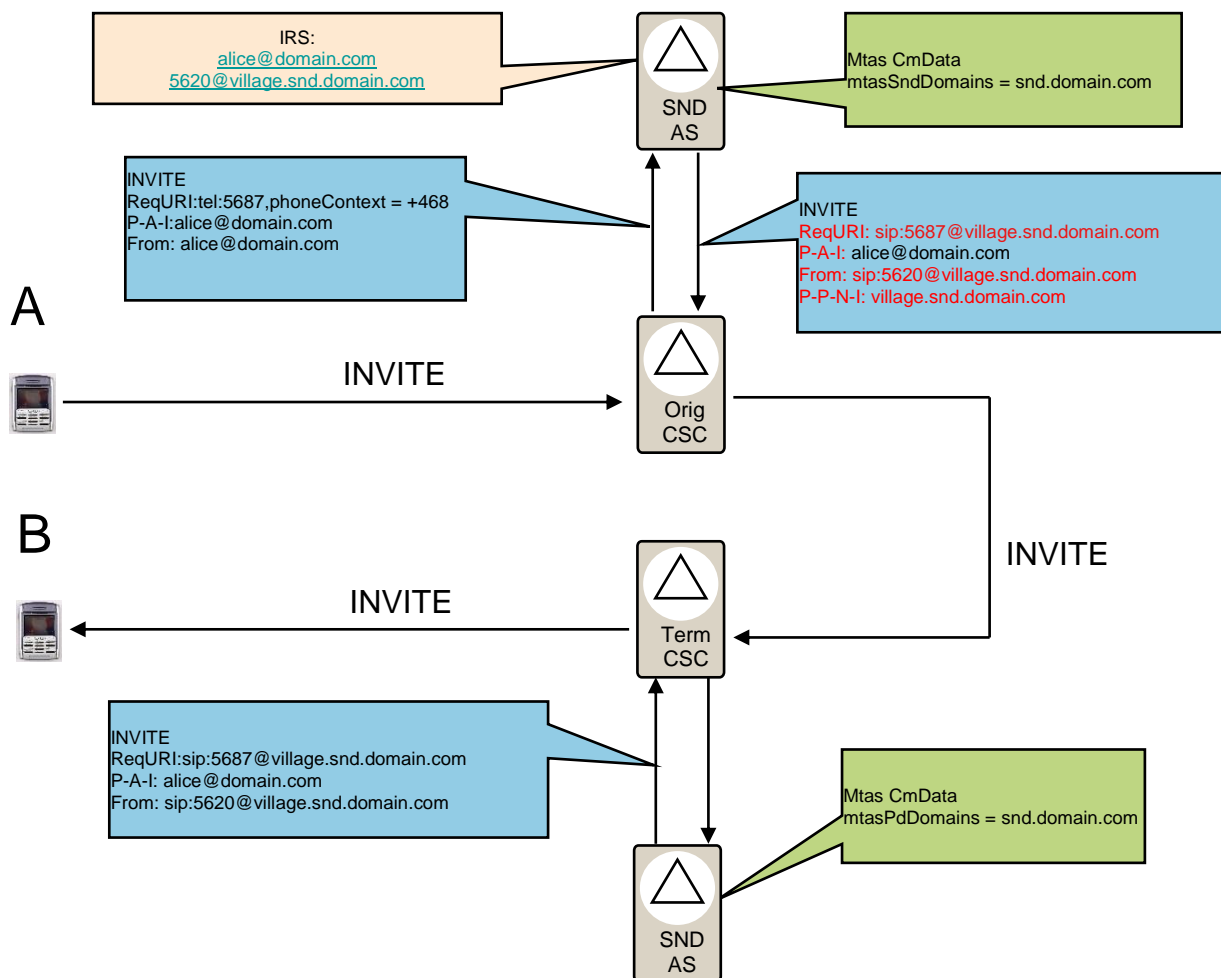 IRS:
alice@domain.com
5620@village.snd.domain.com
SND
AS
Mtas CmData
mtasSndDomains = snd.domain.com
INVITE
ReqURI:tel:5687,phoneContext = +468
P-A-I:alice@domain.com
From: alice@domain.com
INVITE
ReqURI: sip:5687@village.snd.domain.com
P-A-I: alice@domain.com
From: sip:5620@village.snd.domain.com
P-P-N-I: village.snd.domain.com
A
INVITE
Orig
CSC
B
INVITE
INVITE
Term
CSC
INVITE
ReqURI:sip:5687@village.snd.domain.com
P-A-I: alice@domain.com
From: sip:5620@village.snd.domain.com
Mtas CmData
mtasPdDomains = snd.domain.com
SND
AS